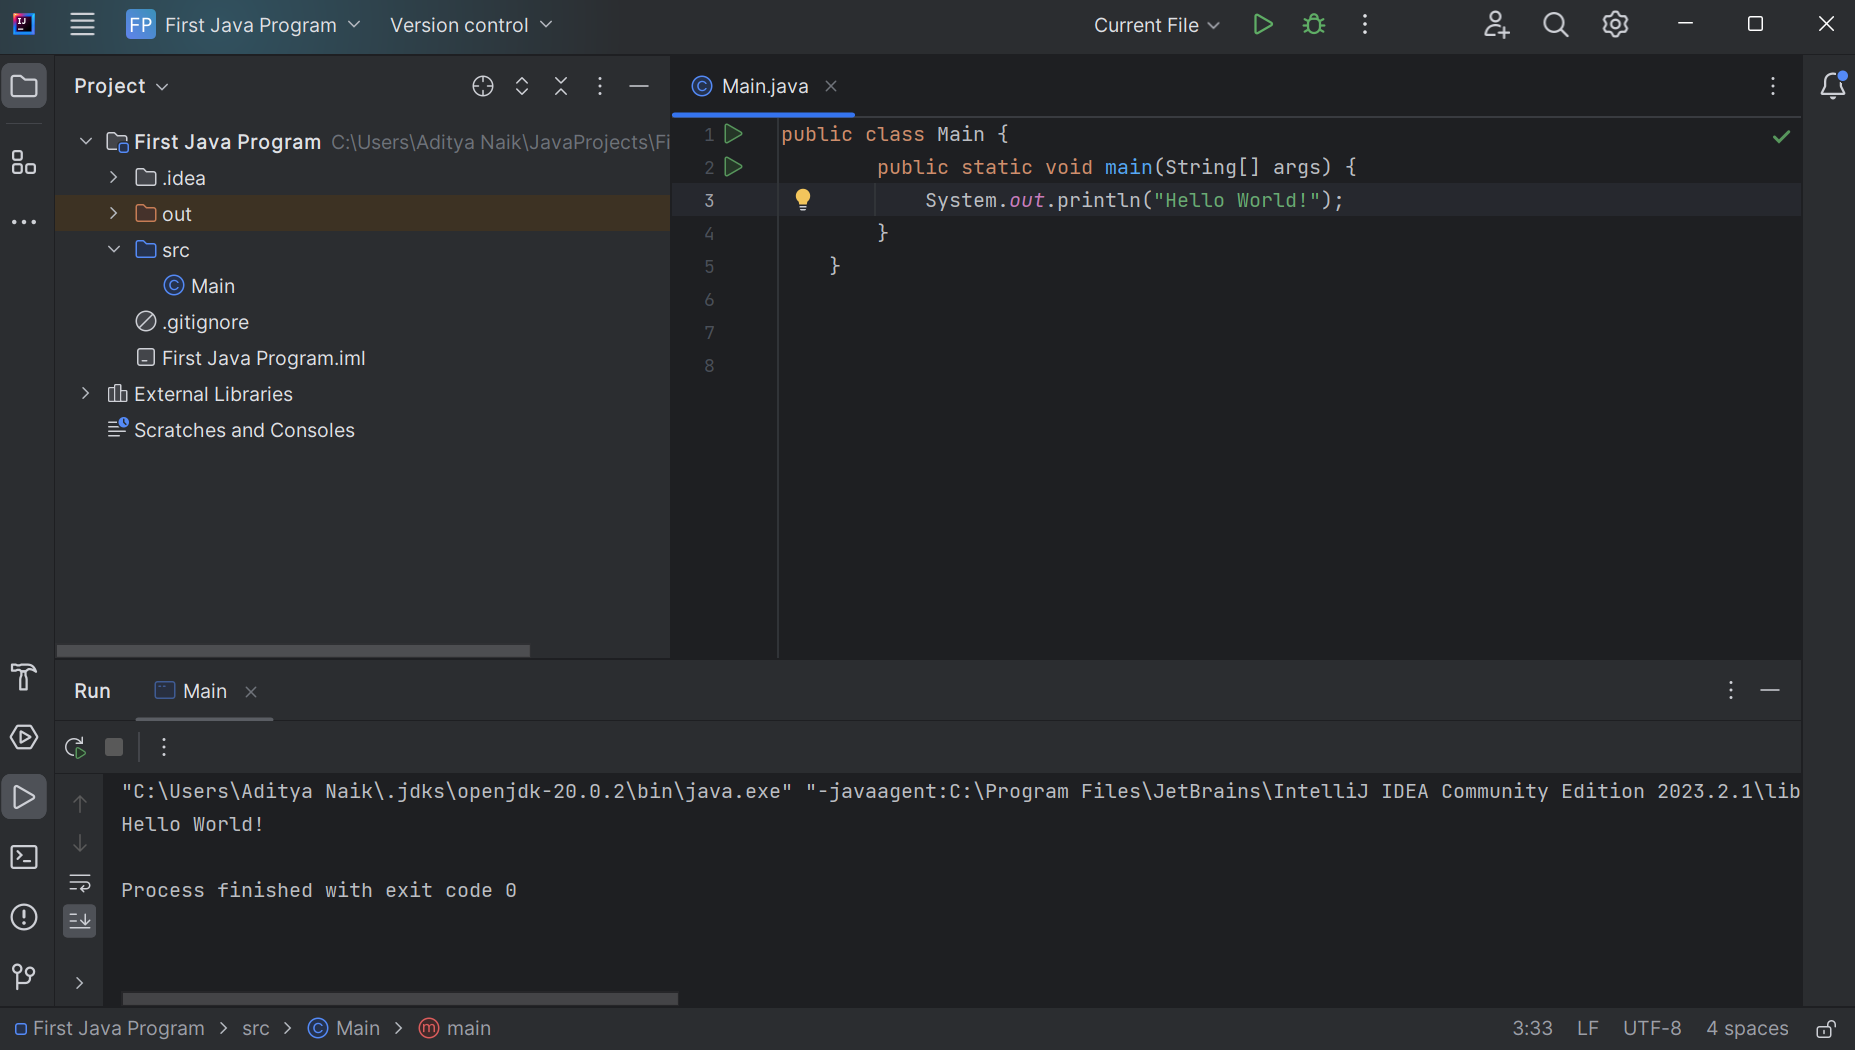 FP First Java Program Version control Current File
Project
First Java Program C:\Users\Aditya Naik\JavaProjects\Fi
.idea
out
src
Main
.gitignore
First Java Program.iml
External Libraries
Scratches and Consoles
Main.java
1 public class Main {
2 public static void main(String[] args) {
3 System.out.println("Hello World!");
4 }
5 }
6
7
8
Run Main
"C:\Users\Aditya Naik\.jdks\openjdk-20.0.2\bin\java.exe" "-javaagent:C:\Program Files\JetBrains\IntelliJ IDEA Community Edition 2023.2.1\lib
Hello World!
Process finished with exit code 0
First Java Program > src > Main > main 3:33 LF UTF-8 4 spaces